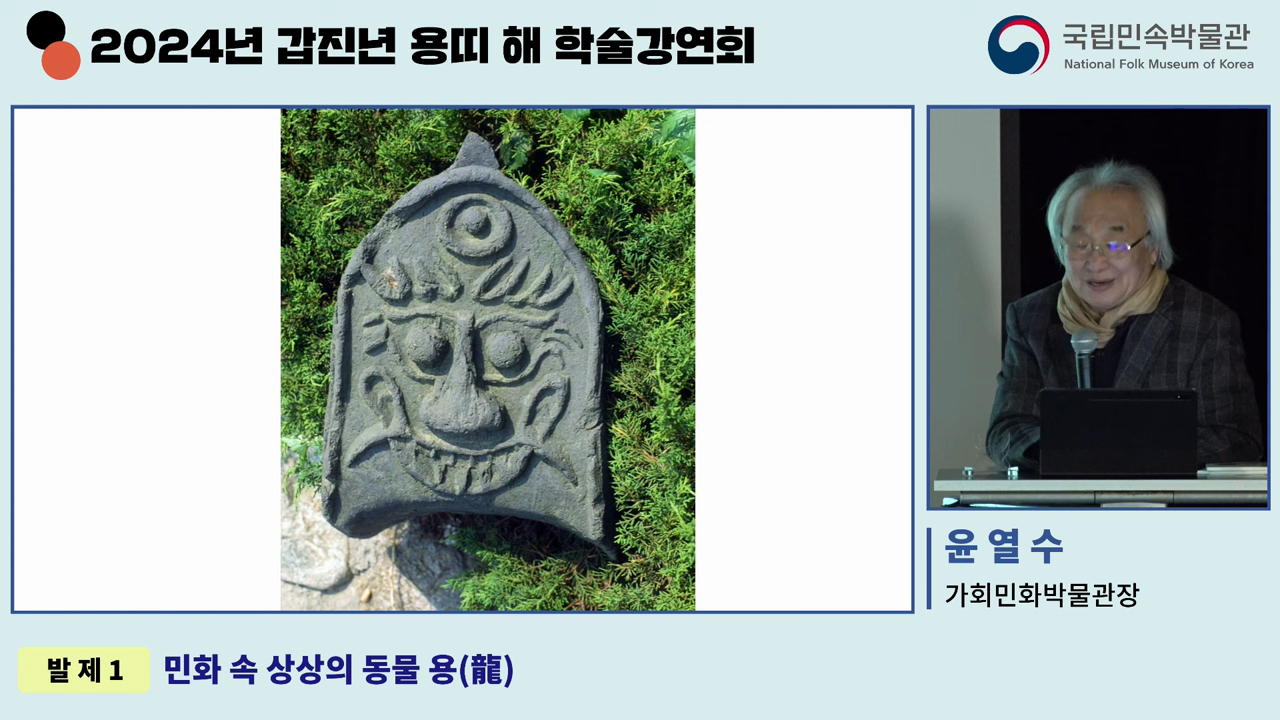 2024년 갑진년 용띠 해 학술강연회
국립민속박물관
National Folk Museum of Korea
윤열수
가회민화박물관장
발제1 민화 속 상상의 동물 용(龍)